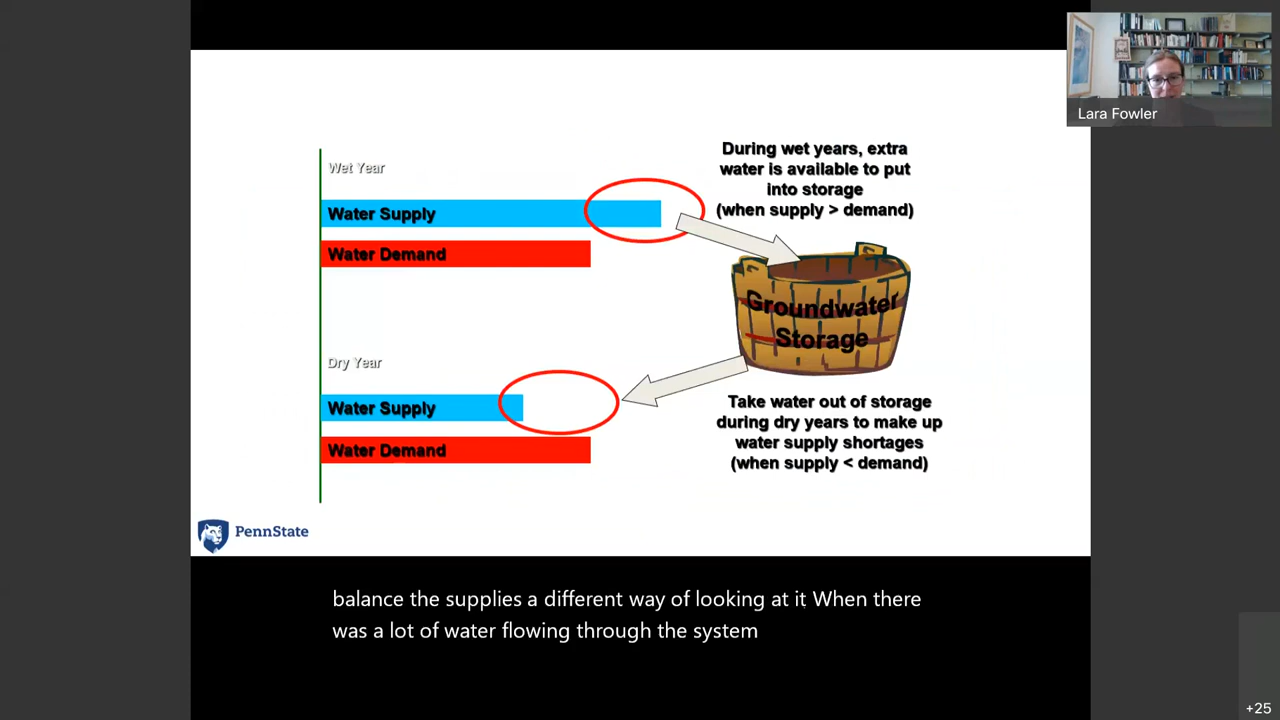 Lara Fowler
During wet years, extra
water is available to put
into storage
(when supply > demand)
Wet Year
Water Supply
Water Demand
Groundwater
Storage
Dry Year
Water Supply
Water Demand
Take water out of storage
during dry years to make up
water supply shortages
(when supply < demand)
PennState
balance the supplies a different way of looking at it When there
was a lot of water flowing through the system
+25